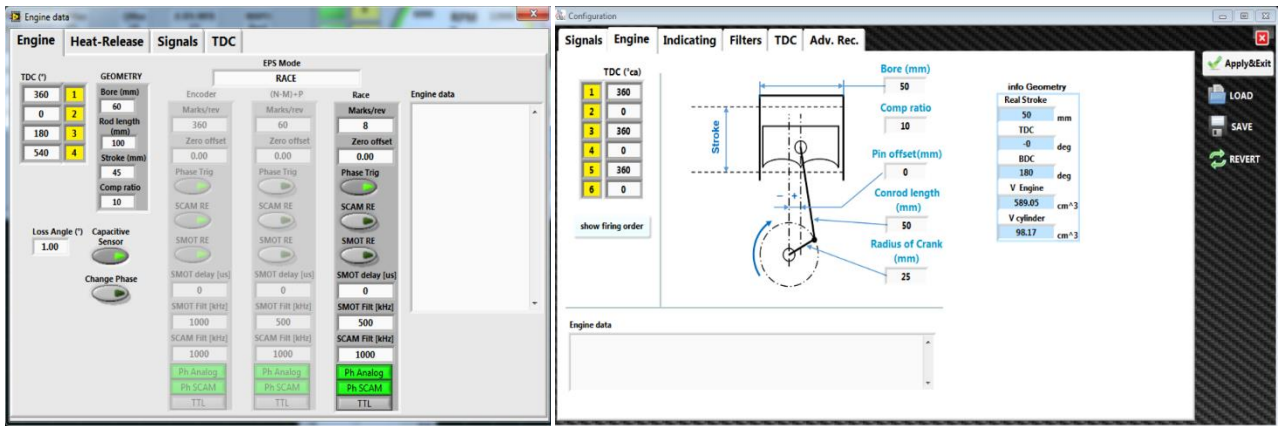 Engine data
Engine Heat-Release Signals TDC
EPS Mode
RACE
TDC (°)
360 1
0 2
180 3
540 4
GEOMETRY
Bore (mm)
60
Rod length
(mm)
100
Stroke (mm)
45
Comp ratio
10
Loss Angle (°)
1.00
Capacitive
Sensor
Change Phase
Encoder
Marks/rev
360
Zero offset
0.00
Phase Trig
SCAM RE
SMOT RE
SMOT delay [us]
0
SMOT Filt [kHz]
1000
SCAM Filt [kHz]
1000
Ph Analog
Ph SCAM
TTL
(N-M)+P
Marks/rev
60
Zero offset
0.00
Phase Trig
SCAM RE
SMOT RE
SMOT delay [us]
0
SMOT Filt [kHz]
500
SCAM Filt [kHz]
1000
Ph Analog
Ph SCAM
TTL
Race
Marks/rev
8
Zero offset
0.00
Phase Trig
SCAM RE
SMOT RE
SMOT delay [us]
0
SMOT Filt [kHz]
500
SCAM Filt [kHz]
1000
Ph Analog
Ph SCAM
TTL
Engine data
Configuration
Signals Engine Indicating Filters TDC Adv. Rec.
TDC (°ca)
1 360
2 0
3 360
4 0
5 360
6 0
show firing order
Stroke
- +
Bore (mm)
50
Comp ratio
10
Pin offset(mm)
0
Conrod length
(mm)
50
Radius of Crank
(mm)
25
info Geometry
Real Stroke
50 mm
TDC
-0 deg
BDC
180 deg
V Engine
589.05 cm^3
V cylinder
98.17 cm^3
Engine data
Apply&Exit
LOAD
SAVE
REVERT